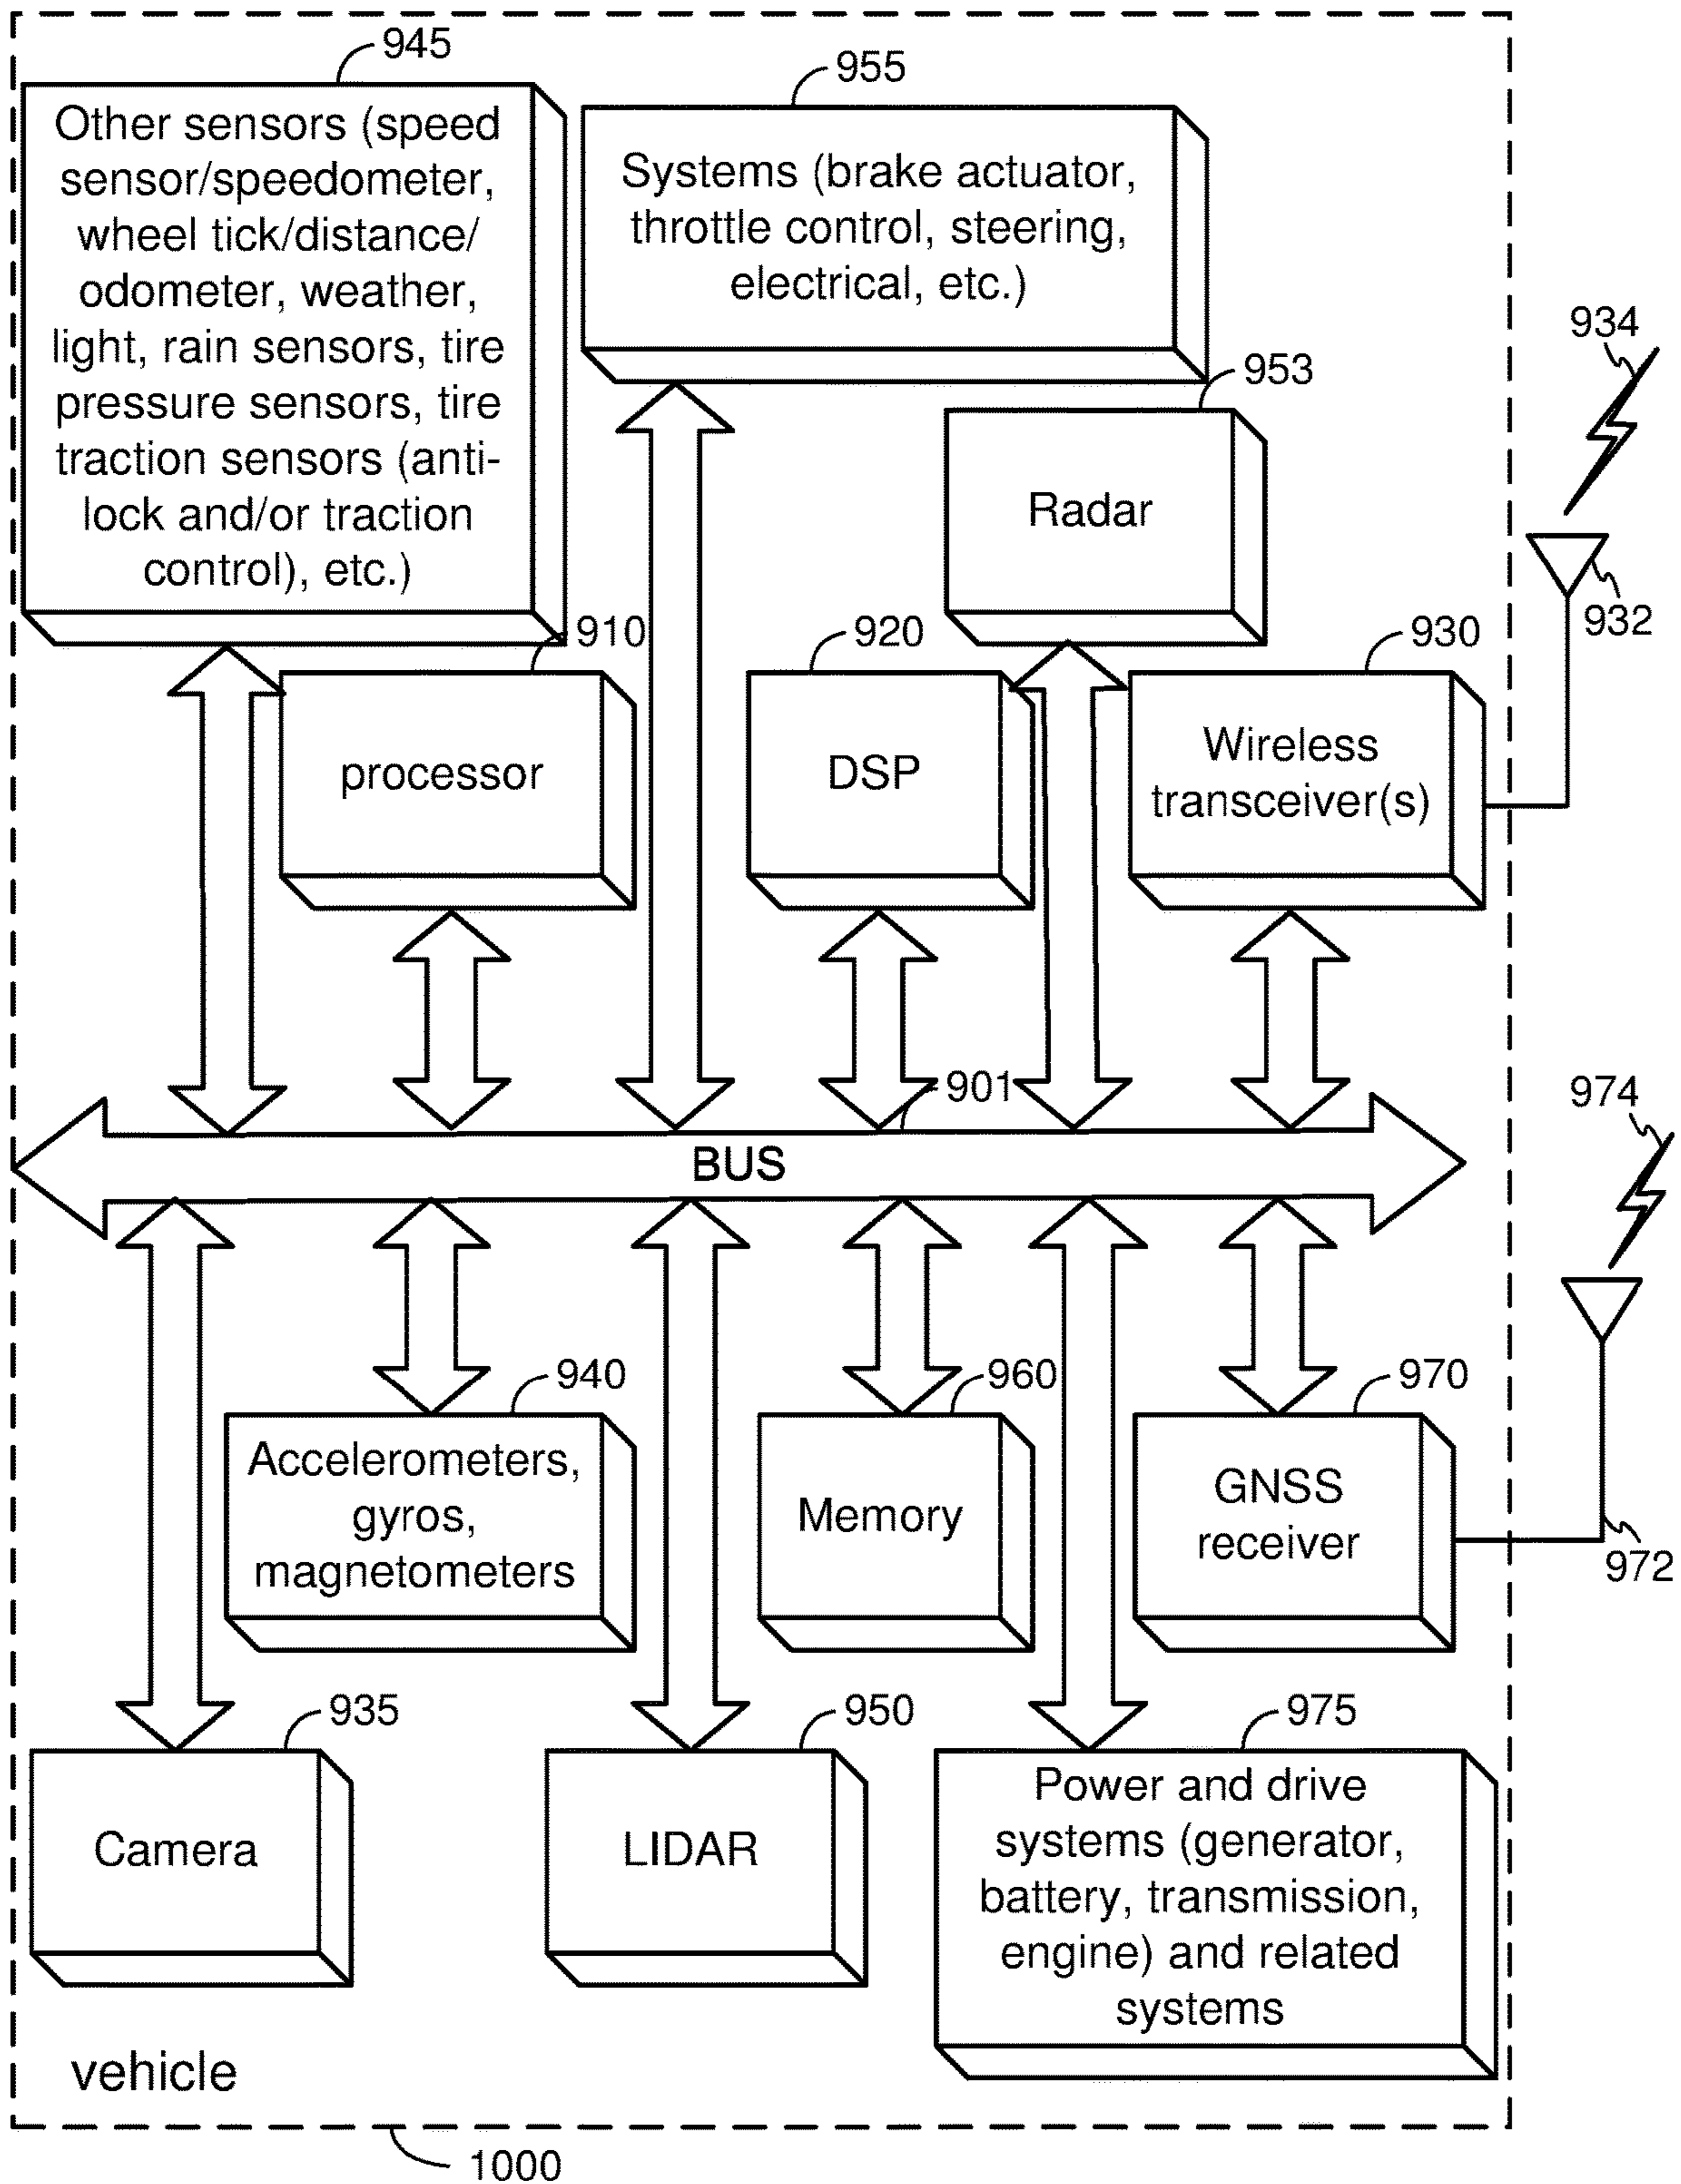 945
955
Other sensors (speed
sensor/speedometer,
wheel tick/distance/
odometer, weather,
light, rain sensors, tire
pressure sensors, tire
traction sensors (anti-
lock and/or traction
control), etc.)
Systems (brake actuator,
throttle control, steering,
electrical, etc.)
934
953
Radar
932
910
920
930
processor
DSP
Wireless
transceiver(s)
901
974
BUS
940
960
970
Accelerometers,
gyros,
magnetometers
Memory
GNSS
receiver
972
935
950
975
Camera
LIDAR
Power and drive
systems (generator,
battery, transmission,
engine) and related
systems
vehicle
1000